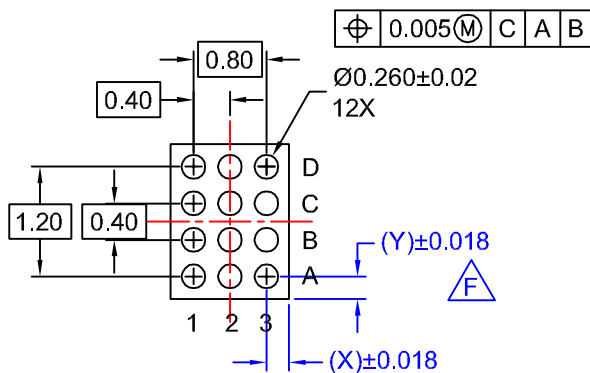 ⌖ 0.005Ⓜ C A B
0.80
Ø0.260±0.02
12X
0.40
D
C
1.20
0.40
B
(Y)±0.018
A
F
1 2 3
(X)±0.018